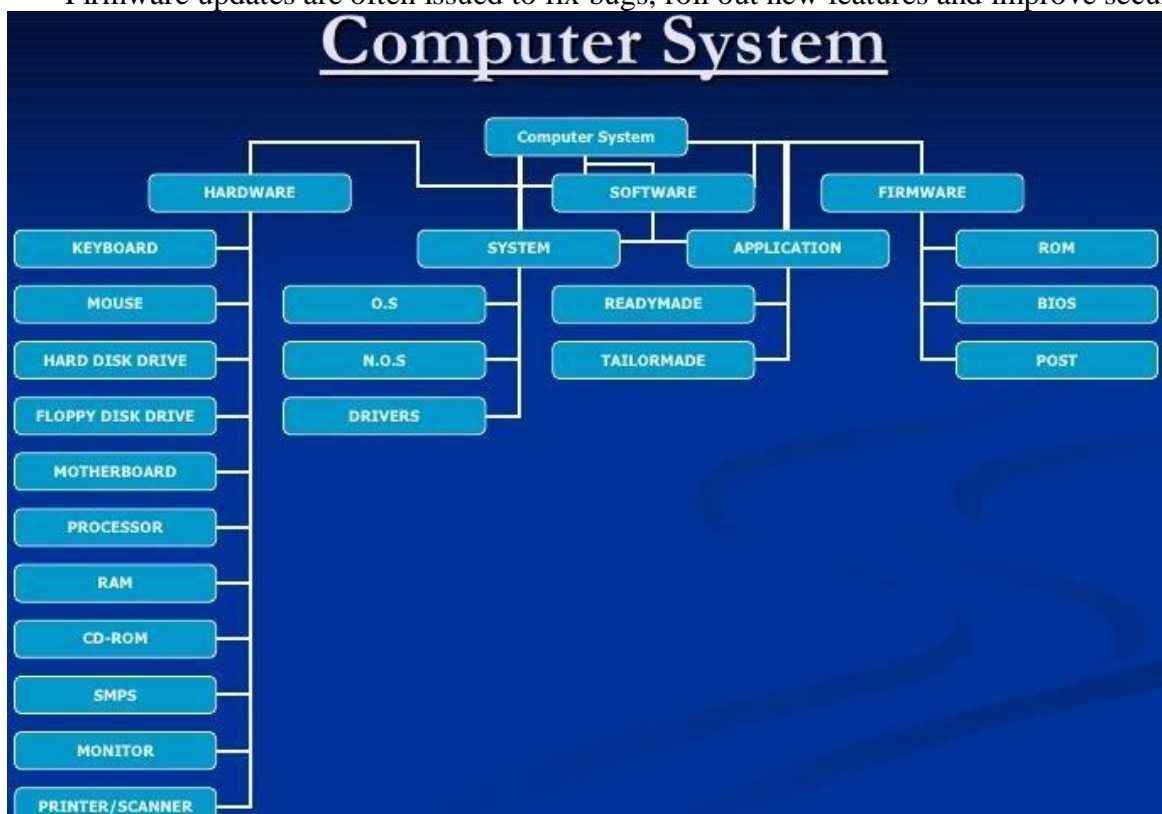 Firmware updates are often issued to fix bugs, roll out new features and improve secu
Computer System
Computer System
HARDWARE
SOFTWARE
FIRMWARE
KEYBOARD
SYSTEM
APPLICATION
ROM
MOUSE
O.S
READYMADE
BIOS
HARD DISK DRIVE
N.O.S
TAILORMADE
POST
FLOPPY DISK DRIVE
DRIVERS
MOTHERBOARD
PROCESSOR
RAM
CD-ROM
SMPS
MONITOR
PRINTER/SCANNER